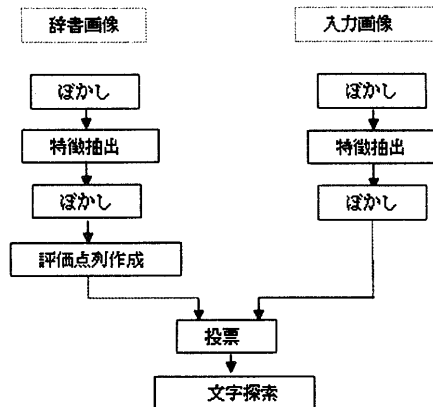 辞書画像
入力画像
ぼかし
ぼかし
特徴抽出
特徴抽出
ぼかし
ぼかし
評価点列作成
投票
文字探索